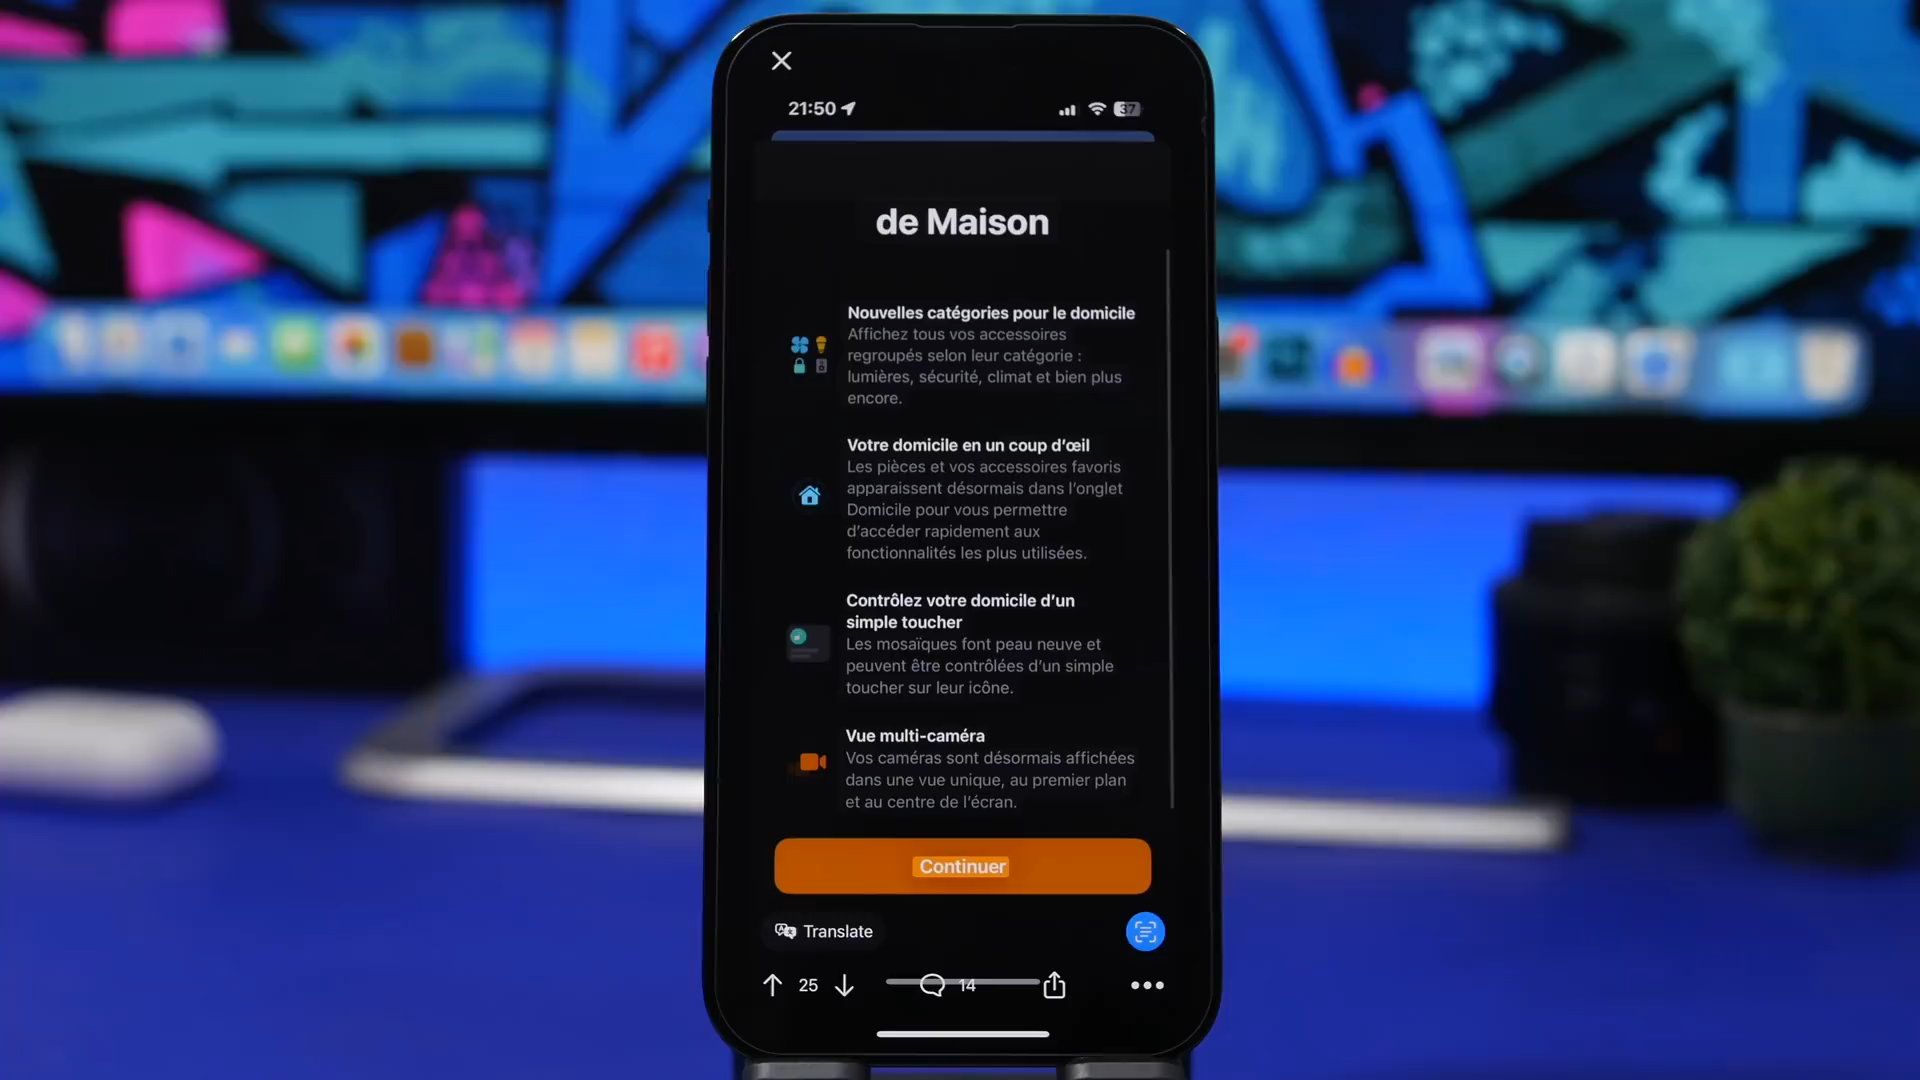 21:50
37
de Maison
Nouvelles catégories pour le domicile
Affichez tous vos accessoires
regroupés selon leur catégorie :
lumières, sécurité, climat et bien plus
encore.
Votre domicile en un coup d’œil
Les pièces et vos accessoires favoris
apparaissent désormais dans l’onglet
Domicile pour vous permettre
d’accéder rapidement aux
fonctionnalités les plus utilisées.
Contrôlez votre domicile d’un
simple toucher
Les mosaïques font peau neuve et
peuvent être contrôlées d’un simple
toucher sur leur icône.
Vue multi-caméra
Vos caméras sont désormais affichées
dans une vue unique, au premier plan
et au centre de l’écran.
Continuer
Translate
25 14